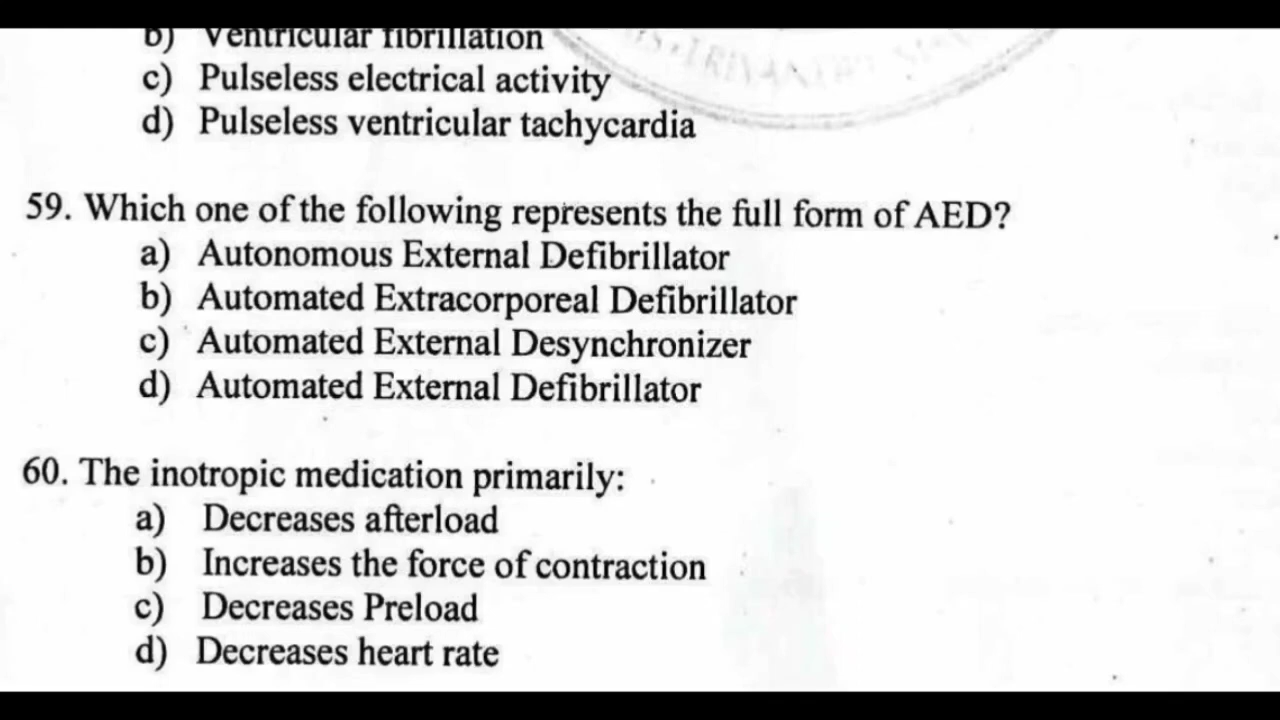 b) Ventricular fibrillation
c) Pulseless electrical activity
d) Pulseless ventricular tachycardia
59. Which one of the following represents the full form of AED?
a) Autonomous External Defibrillator
b) Automated Extracorporeal Defibrillator
c) Automated External Desynchronizer
d) Automated External Defibrillator
60. The inotropic medication primarily:
a) Decreases afterload
b) Increases the force of contraction
c) Decreases Preload
d) Decreases heart rate